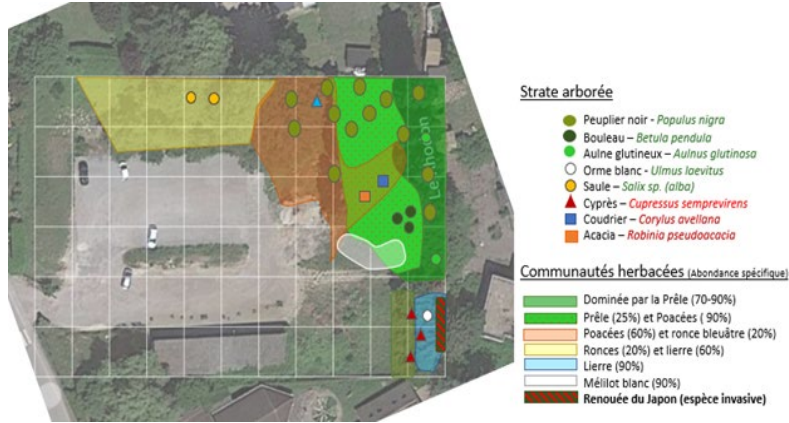 Le Rhodon
Strate arborée
Peuplier noir - Populus nigra
Bouleau – Betula pendula
Aulne glutineux – Aulnus glutinosa
Orme blanc - Ulmus laevitus
Saule – Salix sp. (alba)
Cyprès – Cupressus semprevirens
Coudrier – Corylus avellana
Acacia – Robinia pseudoacacia
Communautés herbacées (Abondance spécifique)
Dominée par la Prêle (70-90%)
Prêle (25%) et Poacées ( 90%)
Poacées (60%) et ronce bleuâtre (20%)
Ronces (20%) et lierre (60%)
Lierre (90%)
Mélilot blanc (90%)
Renouée du Japon (espèce invasive)